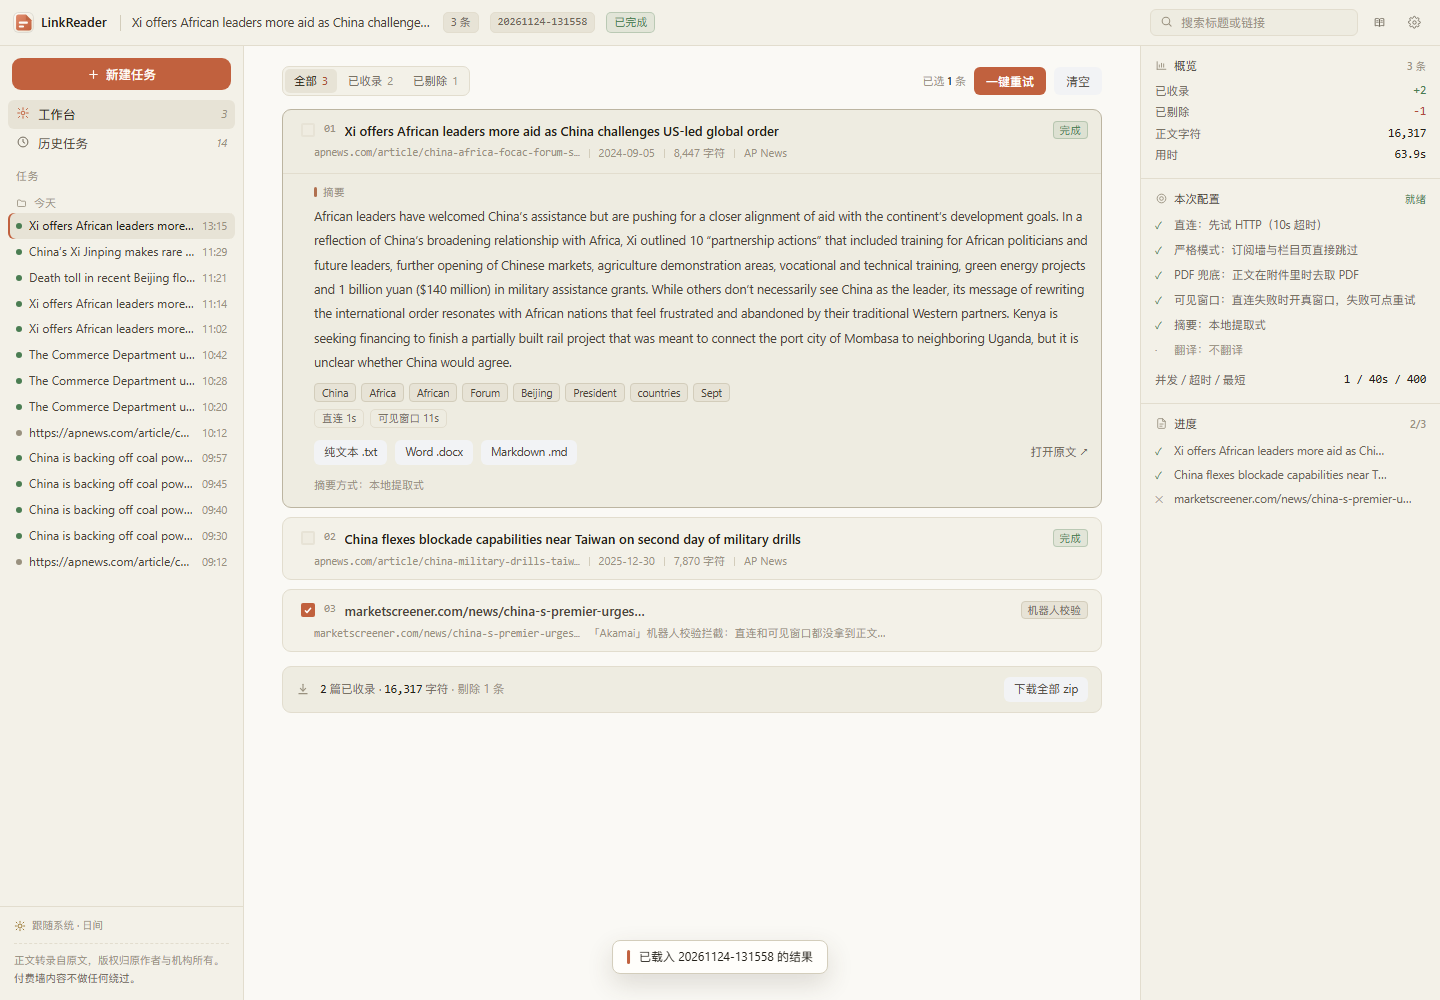 LinkReader
Xi offers African leaders more aid as China challenge...
3 条
20261124-131558
已完成
搜索标题或链接
+ 新建任务
工作台 3
历史任务 14
任务
今天
Xi offers African leaders more... 13:15
China's Xi Jinping makes rare ... 11:29
Death toll in recent Beijing flo... 11:21
Xi offers African leaders more... 11:14
Xi offers African leaders more... 11:02
The Commerce Department u... 10:42
The Commerce Department u... 10:28
The Commerce Department u... 10:20
https://apnews.com/article/c... 10:12
China is backing off coal pow... 09:57
China is backing off coal pow... 09:45
China is backing off coal pow... 09:40
China is backing off coal pow... 09:30
https://apnews.com/article/c... 09:12
跟随系统 · 日间
正文转录自原文，版权归原作者与机构所有。
付费墙内容不做任何绕过。
全部 3 已收录 2 已剔除 1
已选 1 条
一键重试
清空
01 Xi offers African leaders more aid as China challenges US-led global order
完成
apnews.com/article/china-africa-focac-forum-s… | 2024-09-05 | 8,447 字符 | AP News
摘要
African leaders have welcomed China's assistance but are pushing for a closer alignment of aid with the continent's development goals. In a
reflection of China's broadening relationship with Africa, Xi outlined 10 “partnership actions” that included training for African politicians and
future leaders, further opening of Chinese markets, agriculture demonstration areas, vocational and technical training, green energy projects
and 1 billion yuan ($140 million) in military assistance grants. While others don't necessarily see China as the leader, its message of rewriting
the international order resonates with African nations that feel frustrated and abandoned by their traditional Western partners. Kenya is
seeking financing to finish a partially built rail project that was meant to connect the port city of Mombasa to neighboring Uganda, but it is
unclear whether China would agree.
China Africa African Forum Beijing President countries Sept
直连 1s 可见窗口 11s
纯文本 .txt Word .docx Markdown .md
打开原文 ↗
摘要方式：本地提取式
02 China flexes blockade capabilities near Taiwan on second day of military drills
完成
apnews.com/article/china-military-drills-taiw… | 2025-12-30 | 7,870 字符 | AP News
03 marketscreener.com/news/china-s-premier-urges...
机器人校验
marketscreener.com/news/china-s-premier-urges… 「Akamai」机器人校验拦截：直连和可见窗口都没拿到正文...
2 篇已收录 · 16,317 字符 · 剔除 1 条
下载全部 zip
已载入 20261124-131558 的结果
概览 3 条
已收录 +2
已剔除 -1
正文字符 16,317
用时 63.9s
本次配置 就绪
✓ 直连：先试 HTTP（10s 超时）
✓ 严格模式：订阅墙与栏目页直接跳过
✓ PDF 兜底：正文在附件里时去取 PDF
✓ 可见窗口：直连失败时开真窗口，失败可点重试
✓ 摘要：本地提取式
· 翻译：不翻译
并发 / 超时 / 最短 1 / 40s / 400
进度 2/3
✓ Xi offers African leaders more aid as Chi...
✓ China flexes blockade capabilities near T...
× marketscreener.com/news/china-s-premier-u...